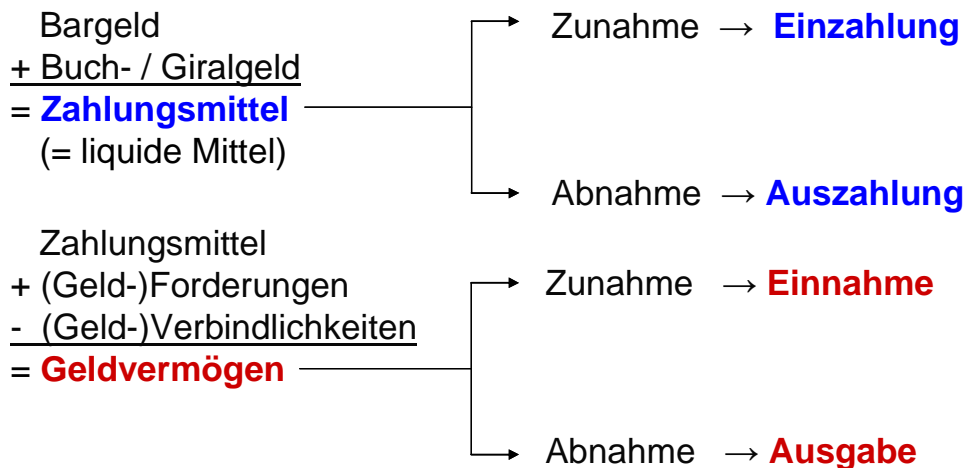 Bargeld
+ Buch- / Giralgeld
= Zahlungsmittel
(= liquide Mittel)
Zunahme → Einzahlung
Abnahme → Auszahlung
Zahlungsmittel
+ (Geld-)Forderungen
- (Geld-)Verbindlichkeiten
= Geldvermögen
Zunahme → Einnahme
Abnahme → Ausgabe